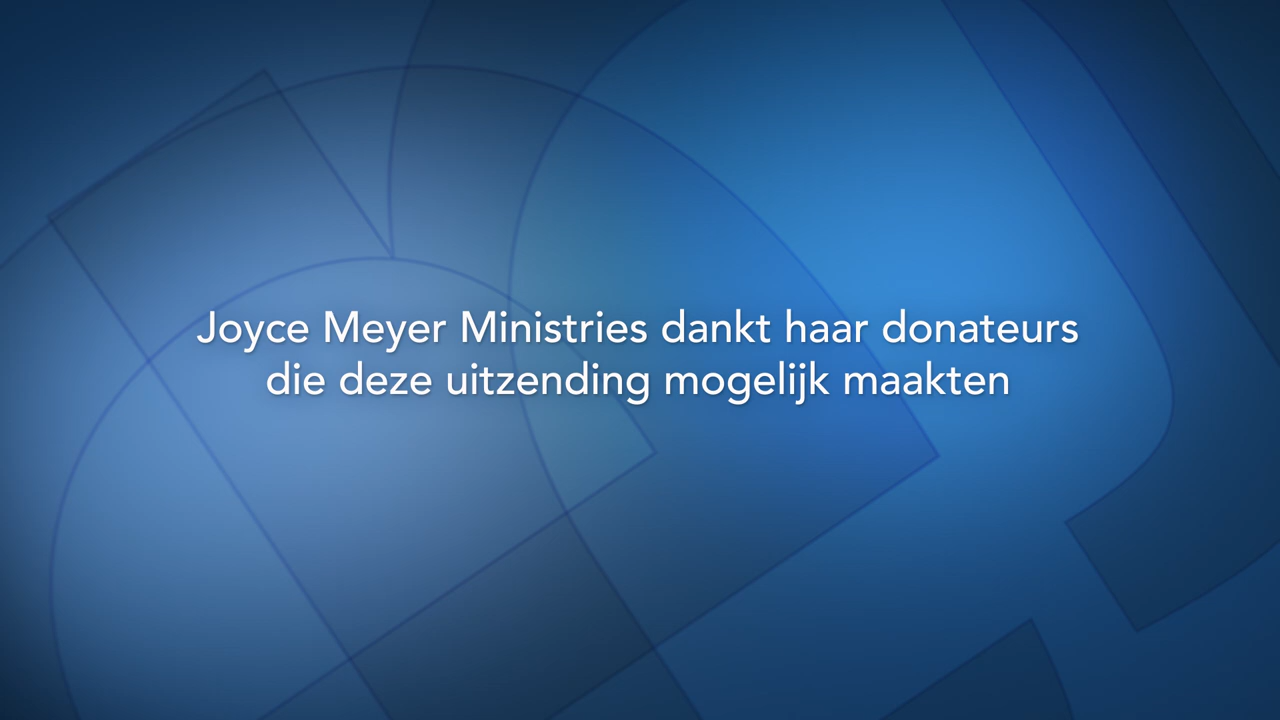 Joyce Meyer Ministries dankt haar donateurs
die deze uitzending mogelijk maakten